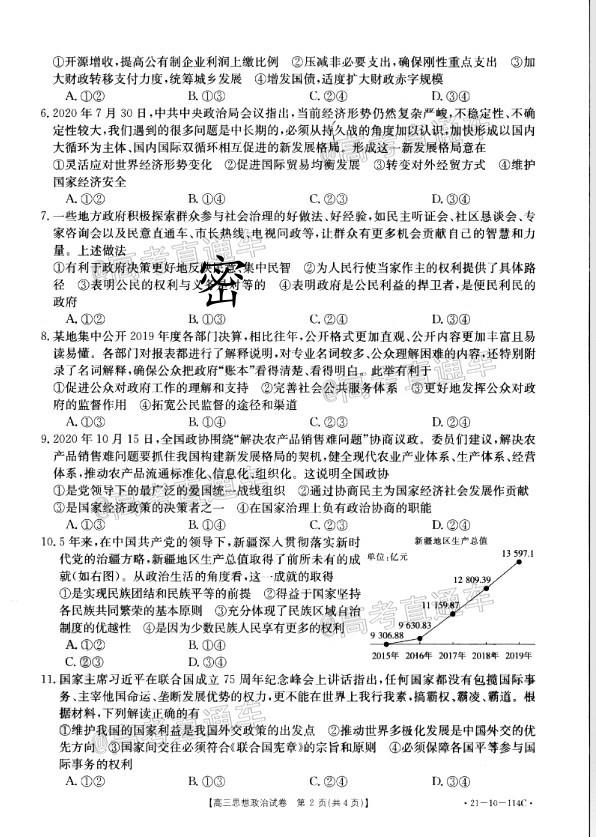 ①开源增收,提高公有制企业利润上缴比例　②压减非必要支出,确保刚性重点支出　③加
大财政转移支付力度,统筹城乡发展　④增发国债,适度扩大财政赤字规模
A.①②　B.①③　C.②④　D.③④
6.2020年7月30日,中共中央政治局会议指出,当前经济形势仍然复杂严峻,不稳定性、不确
定性较大,我们遇到的很多问题是中长期的,必须从持久战的角度加以认识,加快形成以国内
大循环为主体、国内国际双循环相互促进的新发展格局。形成这一新发展格局意在
①灵活应对世界经济形势变化　②促进国际贸易均衡发展　③转变对外经贸方式　④维护
国家经济安全
A.①②　B.①④　C.②③　D.③④
7.一些地方政府积极探索群众参与社会治理的好做法、好经验,如民主听证会、社区恳谈会、专
家咨询会以及民意直通车、市长热线、电视问政等,让群众有更多机会贡献自己的智慧和力
量。上述做法
①有利于政府决策更好地反映民意、集中民智　②为人民行使当家作主的权利提供了具体路
径　③表明公民的权利与义务是对等的　④表明政府是公民利益的捍卫者,是便民利民的
政府
A.①②　B.①③　C.②④　D.③④
密
8.某地集中公开2019年度各部门决算,相比往年,公开格式更加直观、公开内容更加丰富且易
读易懂。各部门对报表都进行了解释说明,对专业名词较多、公众理解困难的内容,还特别附
录了名词解释,确保公众把政府“账本”看得清楚、看得明白。此举有利于
①促进公众对政府工作的理解和支持　②完善社会公共服务体系　③更好地发挥公众对政
府的监督作用　④拓宽公民监督的途径和渠道
A.①③　B.①④　C.②③　D.②④
9.2020年10月15日,全国政协围绕“解决农产品销售难问题”协商议政。委员们建议,解决农
产品销售难问题要抓住我国构建新发展格局的契机,健全现代农业产业体系、生产体系、经营
体系,推动农产品流通标准化、信息化、组织化。这说明全国政协
①是党领导下的最广泛的爱国统一战线组织　②通过协商民主为国家经济社会发展作贡献
③是国家经济政策的决策者之一　④在国家治理上负有政治协商的职能
A.①②　B.①③　C.③④　D.②④
10.5年来,在中国共产党的领导下,新疆深入贯彻落实新时
代党的治疆方略,新疆地区生产总值取得了前所未有的成
就(如右图)。从政治生活的角度看,这一成就的取得
①是实现民族团结和民族平等的前提　②得益于国家坚持
各民族共同繁荣的基本原则　③充分体现了民族区域自治
制度的优越性　④是因为少数民族人民享有更多的权利
A.①②　B.①④
C.②③　D.③④
新疆地区生产总值
单位:亿元
13 597.1
12 809.39
11 159.87
9 630.83
9 306.88
2015年　2016年　2017年　2018年　2019年
11.国家主席习近平在联合国成立75周年纪念峰会上讲话指出,任何国家都没有包揽国际事
务、主宰他国命运、垄断发展优势的权力,更不能在世界上我行我素,搞霸权、霸凌、霸道。根
据材料,下列解读正确的有
①维护我国的国家利益是我国外交政策的出发点　②推动世界多极化发展是中国外交的优
先方向　③国家间交往必须符合《联合国宪章》的宗旨和原则　④必须保障各国平等参与国
际事务的权利
A.①②　B.①③　C.②④　D.③④
【高三思想政治试卷　第2页(共4页)】
·21-10-114C·
@高考直通车
@高考直通车
@高考直通车
@高考直通车
@高考直通车
@高考直通车